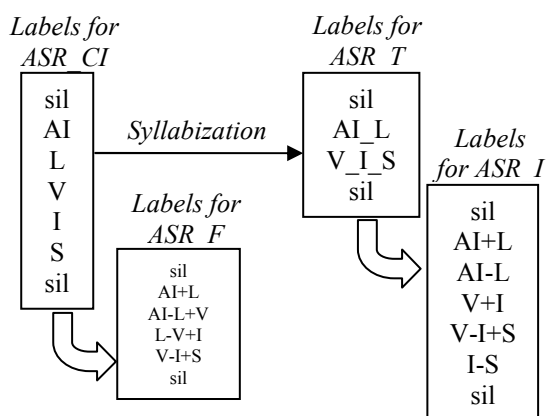 Labels for
ASR_CI
sil
AI
L
V
I
S
sil
Syllabization
Labels for
ASR_T
sil
AI_L
V_I_S
sil
Labels for
ASR_F
sil
AI+L
AI-L+V
L-V+I
V-I+S
sil
Labels
for ASR_I
sil
AI+L
AI-L
V+I
V-I+S
I-S
sil